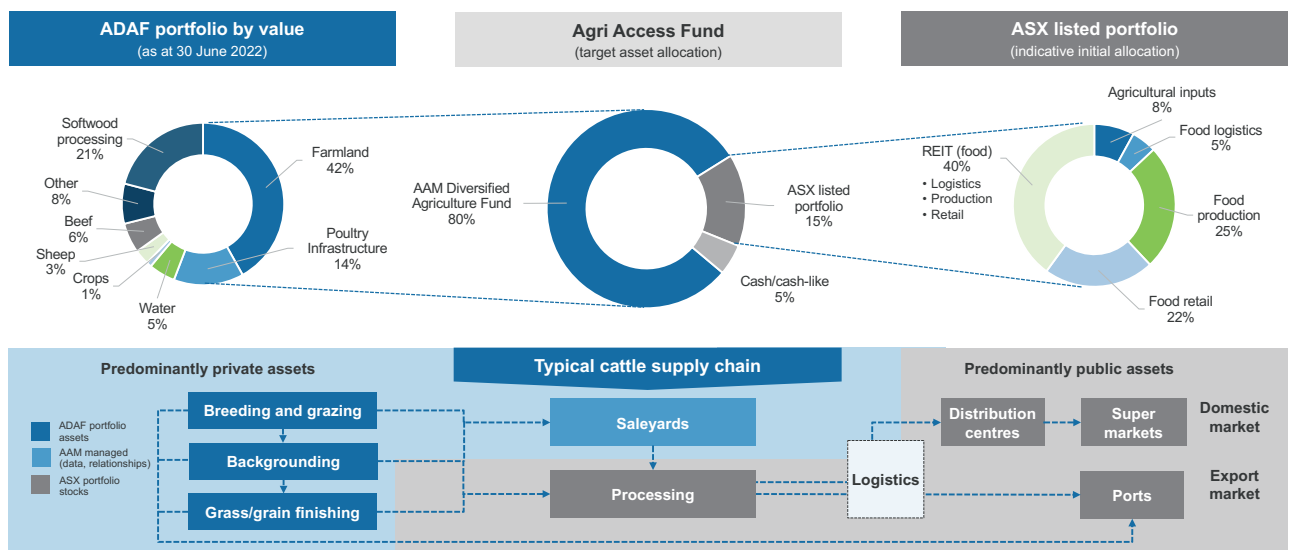 ADAF portfolio by value
(as at 30 June 2022)
Agri Access Fund
(target asset allocation)
ASX listed portfolio
(indicative initial allocation)
Softwood
processing
21%
Other
8%
Beef
6%
Sheep
3%
Crops
1%
Water
5%
Farmland
42%
Poultry
Infrastructure
14%
AAM Diversified
Agriculture Fund
80%
ASX listed
portfolio
15%
Cash/cash-like
5%
Agricultural inputs
8%
Food logistics
5%
REIT (food)
40%
• Logistics
• Production
• Retail
Food
production
25%
Food retail
22%
Predominantly private assets
Typical cattle supply chain
Predominantly public assets
ADAF portfolio
assets
AAM managed
(data, relationships)
ASX portfolio
stocks
Breeding and grazing
Backgrounding
Grass/grain finishing
Saleyards
Processing
Logistics
Distribution
centres
Super
markets
Domestic
market
Ports
Export
market